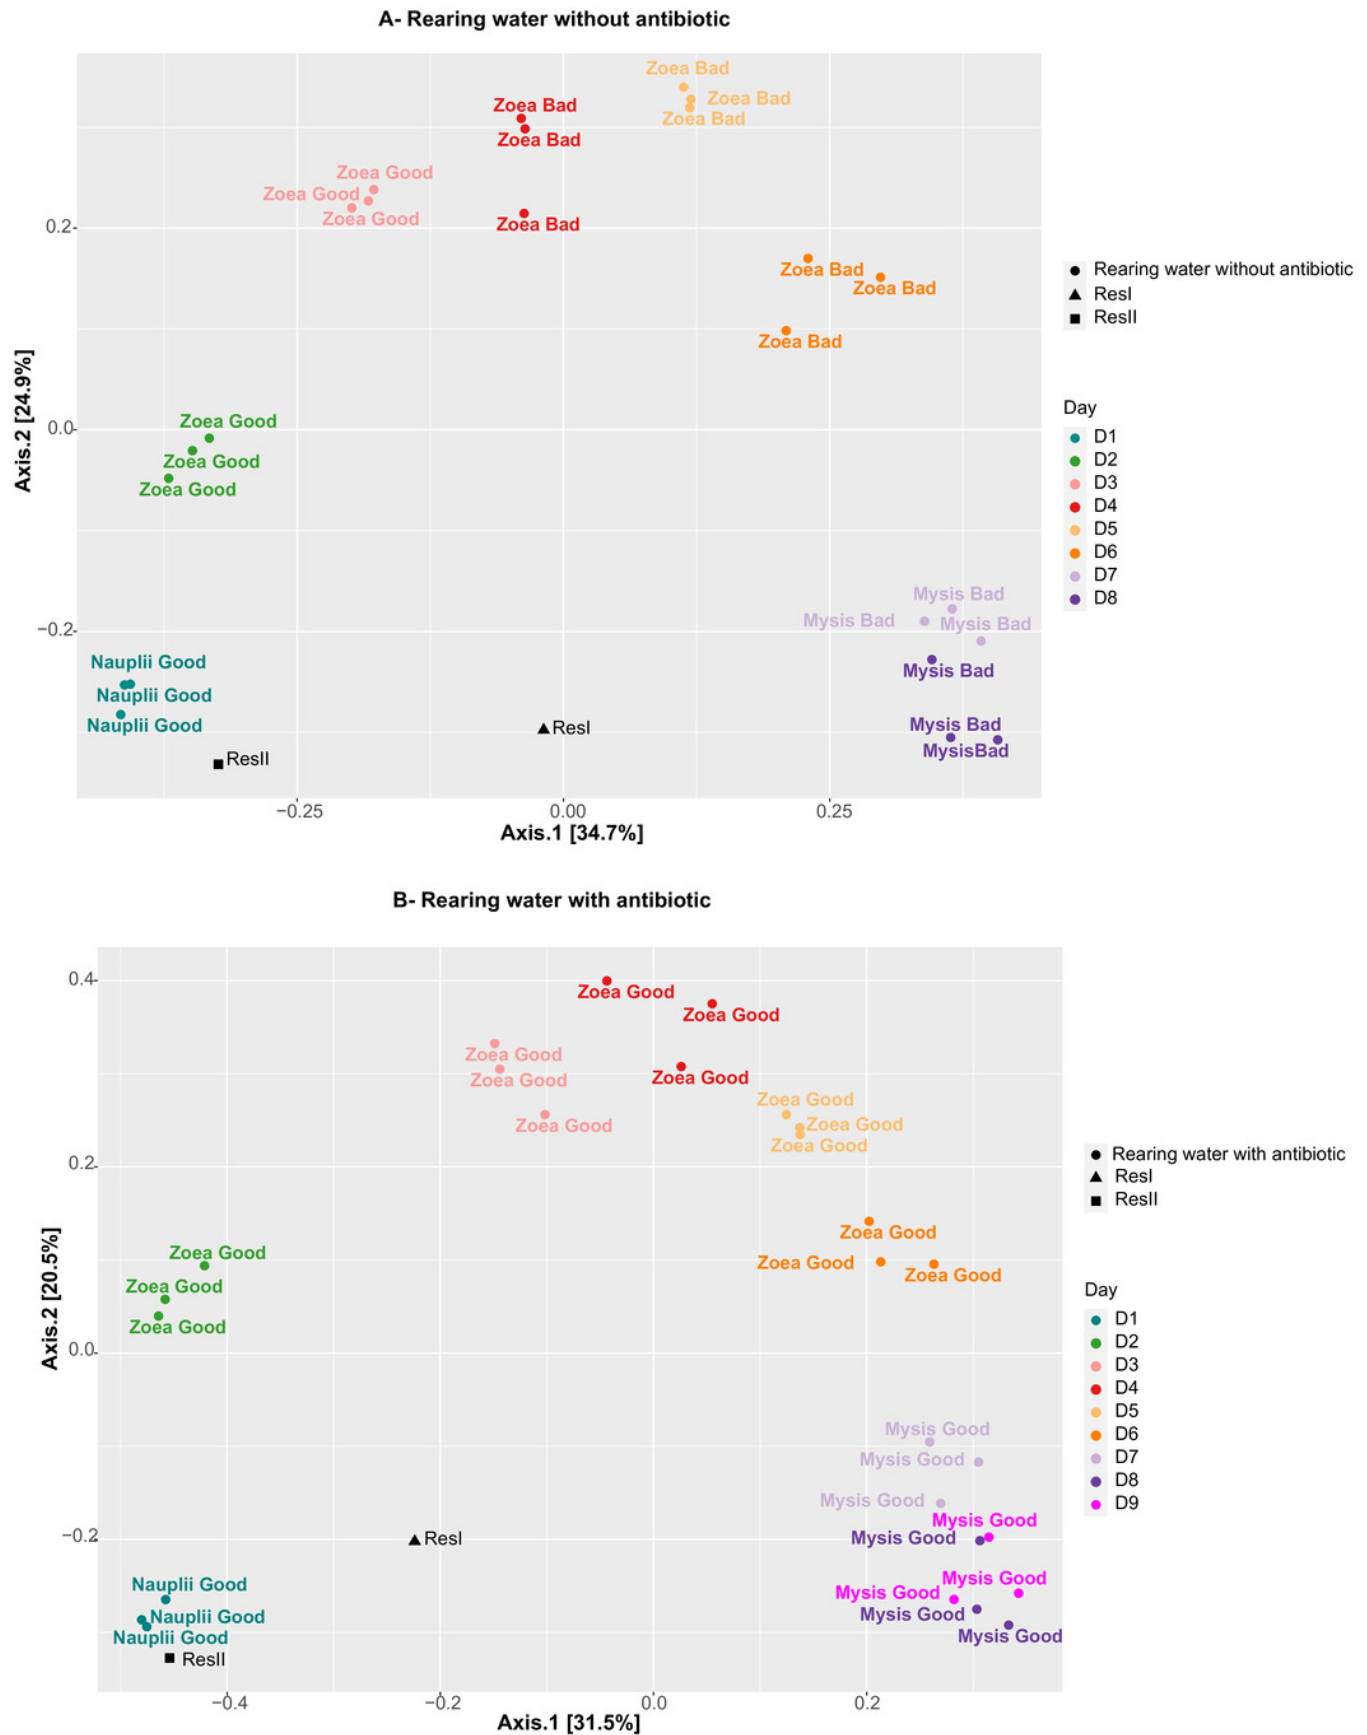 A- Rearing water without antibiotic
Zoea Bad
Zoea Bad
Zoea Bad
Zoea Bad
Zoea Bad
Zoea Good
Zoea Good
Zoea Good
Zoea Bad
0.2
Zoea Bad
Zoea Bad
Zoea Bad
Rearing water without antibiotic
ResI
ResII
Axis.2 [24.9%]
Day
D1
D2
D3
D4
D5
D6
D7
D8
Zoea Good
0.0
Zoea Good
Zoea Good
Mysis Bad
Mysis Bad
Mysis Bad
−0.2
Nauplii Good
Mysis Bad
Nauplii Good
Nauplii Good
Mysis Bad
ResI
MysisBad
ResII
−0.25
0.00
0.25
Axis.1 [34.7%]
B- Rearing water with antibiotic
0.4
Zoea Good
Zoea Good
Zoea Good
Zoea Good
Zoea Good
Zoea Good
Zoea Good
Zoea Good
Zoea Good
0.2
Rearing water with antibiotic
ResI
ResII
Zoea Good
Zoea Good
Zoea Good
Zoea Good
Zoea Good
Zoea Good
Axis.2 [20.5%]
0.0
Day
D1
D2
D3
D4
D5
D6
D7
D8
D9
Mysis Good
Mysis Good
Mysis Good
Mysis Good
−0.2
ResI
Mysis Good
Nauplii Good
Mysis Good
Mysis Good
Nauplii Good
Mysis Good
Nauplii Good
Mysis Good
ResII
−0.4
−0.2
0.0
0.2
Axis.1 [31.5%]